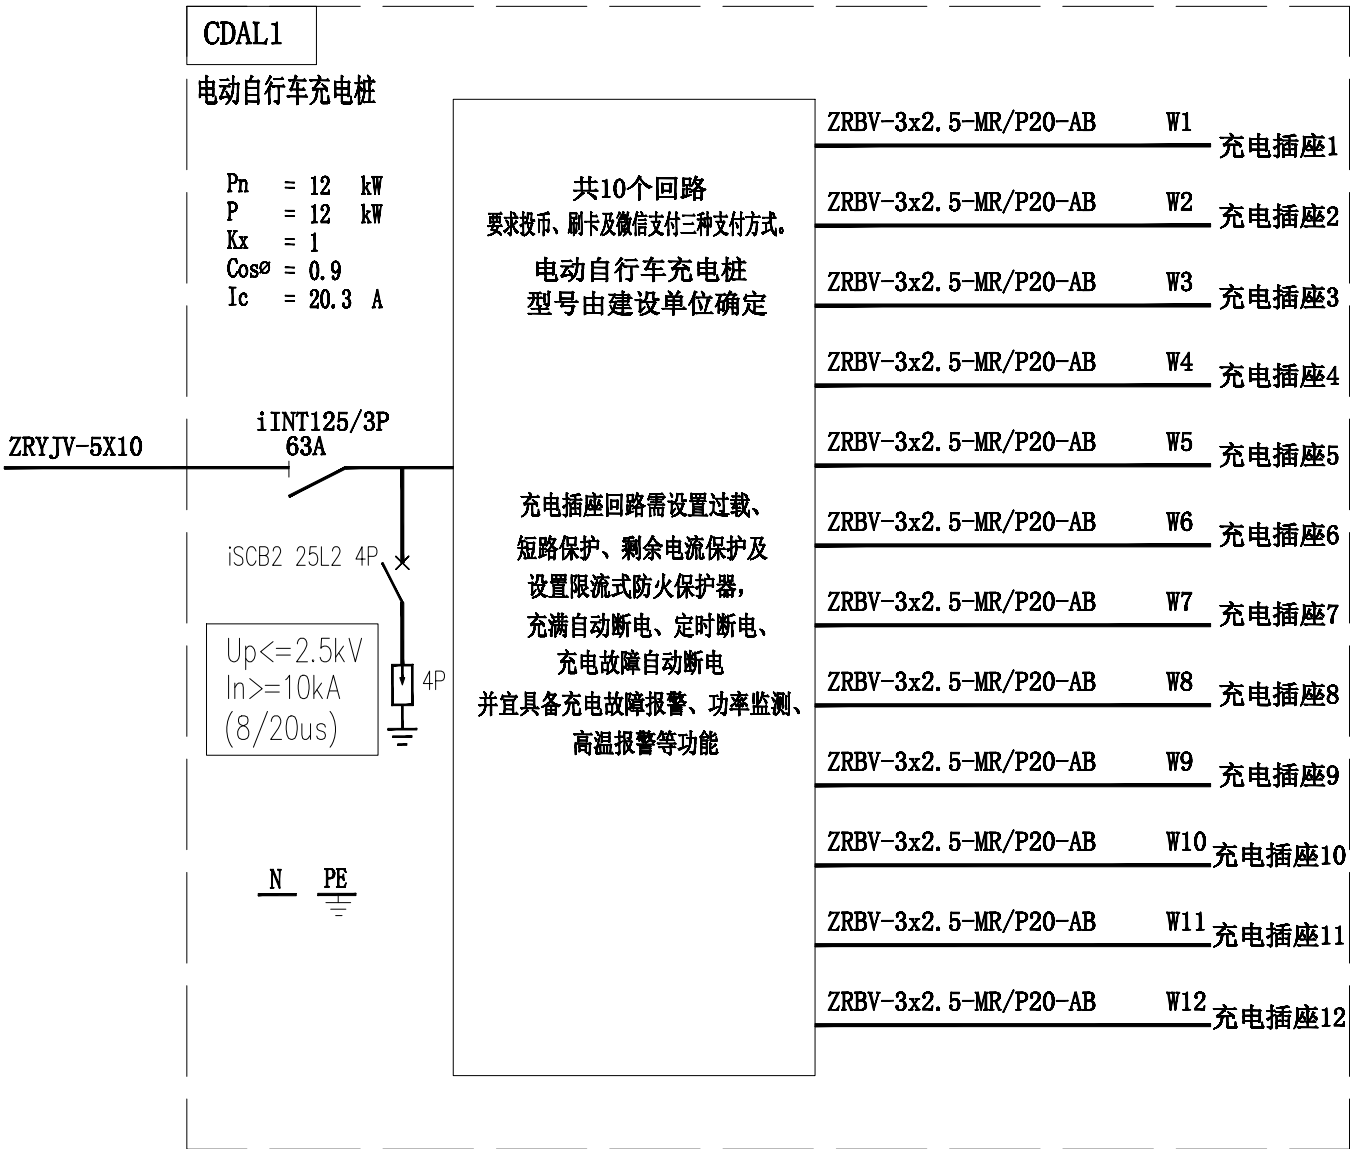 CDAL1
电动自行车充电桩
Pn = 12 kW
P = 12 kW
Kx = 1
Cosø = 0.9
Ic = 20.3 A
ZRYJV-5X10
iINT125/3P
63A
iSCB2 25L2 4P
Up<=2.5kV
In>=10kA
(8/20us)
4P
N PE
共10个回路
要求投币、刷卡及微信支付三种支付方式。
电动自行车充电桩
型号由建设单位确定
充电插座回路需设置过载、
短路保护、剩余电流保护及
设置限流式防火保护器，
充满自动断电、定时断电、
充电故障自动断电
并宜具备充电故障报警、功率监测、
高温报警等功能
ZRBV-3x2.5-MR/P20-AB W1 充电插座1
ZRBV-3x2.5-MR/P20-AB W2 充电插座2
ZRBV-3x2.5-MR/P20-AB W3 充电插座3
ZRBV-3x2.5-MR/P20-AB W4 充电插座4
ZRBV-3x2.5-MR/P20-AB W5 充电插座5
ZRBV-3x2.5-MR/P20-AB W6 充电插座6
ZRBV-3x2.5-MR/P20-AB W7 充电插座7
ZRBV-3x2.5-MR/P20-AB W8 充电插座8
ZRBV-3x2.5-MR/P20-AB W9 充电插座9
ZRBV-3x2.5-MR/P20-AB W10 充电插座10
ZRBV-3x2.5-MR/P20-AB W11 充电插座11
ZRBV-3x2.5-MR/P20-AB W12 充电插座12